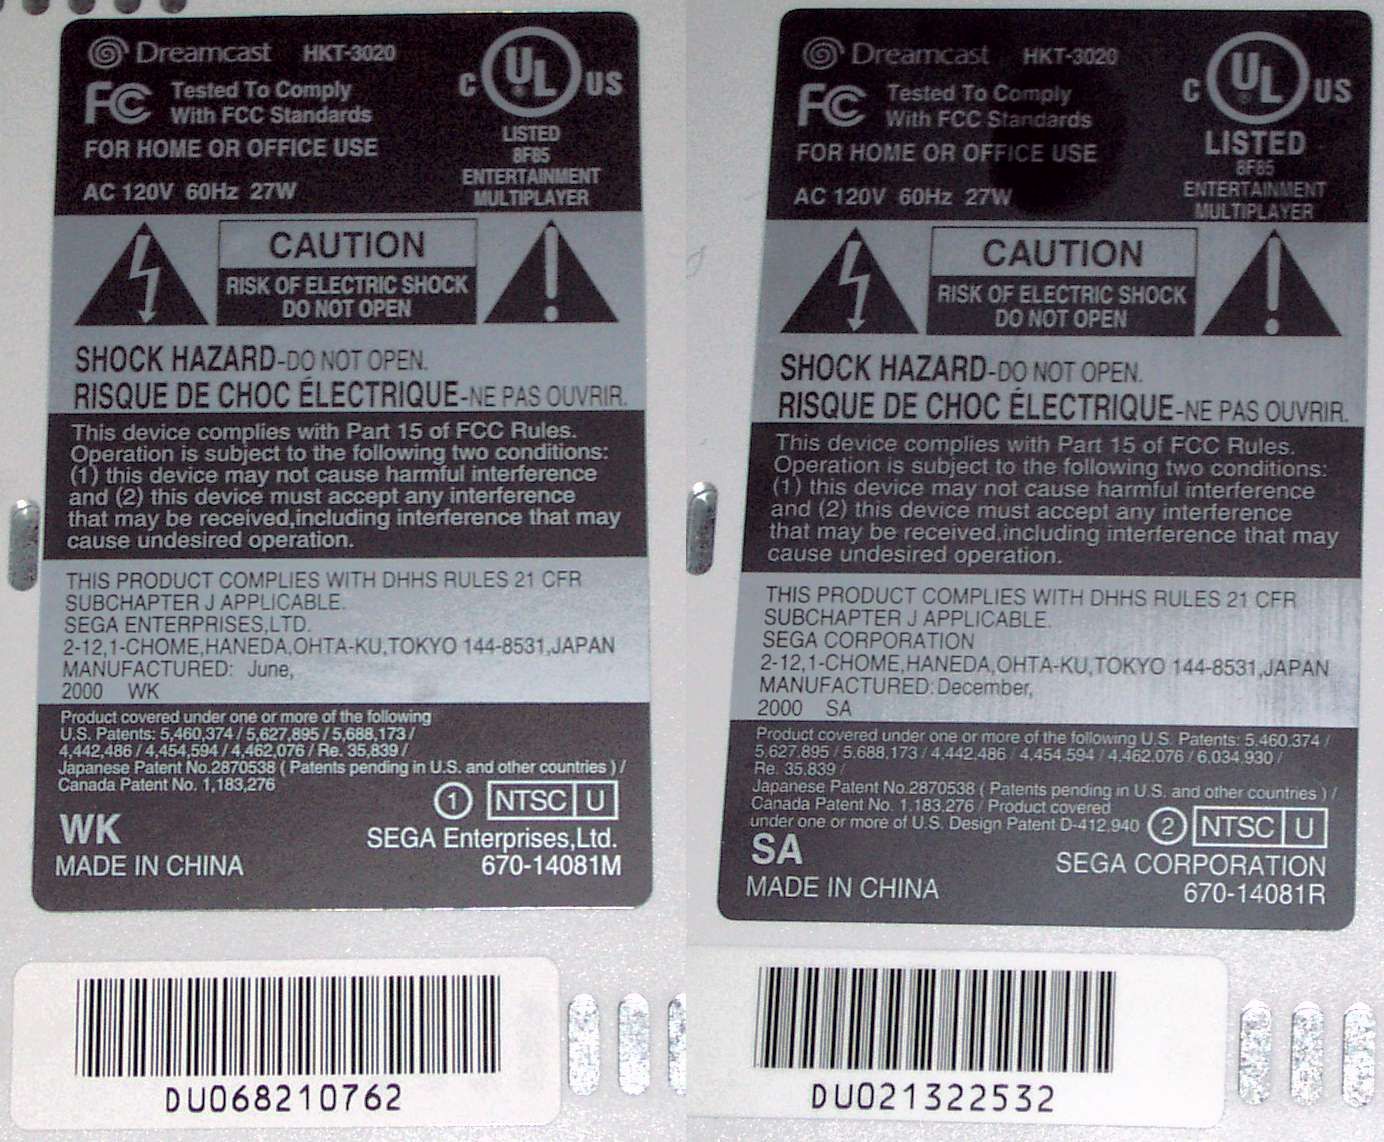 Dreamcast HKT-3020
FC Tested To Comply
With FCC Standards
FOR HOME OR OFFICE USE
AC 120V 60Hz 27W
C UL US
LISTED
8F85
ENTERTAINMENT
MULTIPLAYER
CAUTION
RISK OF ELECTRIC SHOCK
DO NOT OPEN
SHOCK HAZARD-DO NOT OPEN.
RISQUE DE CHOC ÉLECTRIQUE-NE PAS OUVRIR.
This device complies with Part 15 of FCC Rules.
Operation is subject to the following two conditions:
(1) this device may not cause harmful interference
and (2) this device must accept any interference
that may be received,including interference that may
cause undesired operation.
THIS PRODUCT COMPLIES WITH DHHS RULES 21 CFR
SUBCHAPTER J APPLICABLE.
SEGA ENTERPRISES,LTD.
2-12,1-CHOME,HANEDA,OHTA-KU,TOKYO 144-8531,JAPAN
MANUFACTURED: June,
2000 WK
Product covered under one or more of the following
U.S. Patents: 5,460,374 / 5,627,895 / 5,688,173 /
4,442,486 / 4,454,594 / 4,462,076 / Re. 35,839 /
Japanese Patent No.2870538 ( Patents pending in U.S. and other countries ) /
Canada Patent No. 1,183,276
1 NTSC U
WK
SEGA Enterprises,Ltd.
MADE IN CHINA
670-14081M
DU068210762
Dreamcast HKT-3020
FC Tested To Comply
With FCC Standards
FOR HOME OR OFFICE USE
AC 120V 60Hz 27W
C UL US
LISTED
8F85
ENTERTAINMENT
MULTIPLAYER
CAUTION
RISK OF ELECTRIC SHOCK
DO NOT OPEN
SHOCK HAZARD-DO NOT OPEN.
RISQUE DE CHOC ÉLECTRIQUE-NE PAS OUVRIR.
This device complies with Part 15 of FCC Rules.
Operation is subject to the following two conditions:
(1) this device may not cause harmful interference
and (2) this device must accept any interference
that may be received,including interference that may
cause undesired operation.
THIS PRODUCT COMPLIES WITH DHHS RULES 21 CFR
SUBCHAPTER J APPLICABLE.
SEGA CORPORATION
2-12,1-CHOME,HANEDA,OHTA-KU,TOKYO 144-8531,JAPAN
MANUFACTURED: December,
2000 SA
Product covered under one or more of the following U.S. Patents: 5,460,374 /
5,627,895 / 5,688,173 / 4,442,486 / 4,454,594 / 4,462,076 / 6,034,930 /
Re. 35,839 /
Japanese Patent No.2870538 ( Patents pending in U.S. and other countries ) /
Canada Patent No. 1,183,276 / Product covered
under one or more of U.S. Design Patent D-412,940
2 NTSC U
SA
SEGA CORPORATION
MADE IN CHINA
670-14081R
DU021322532